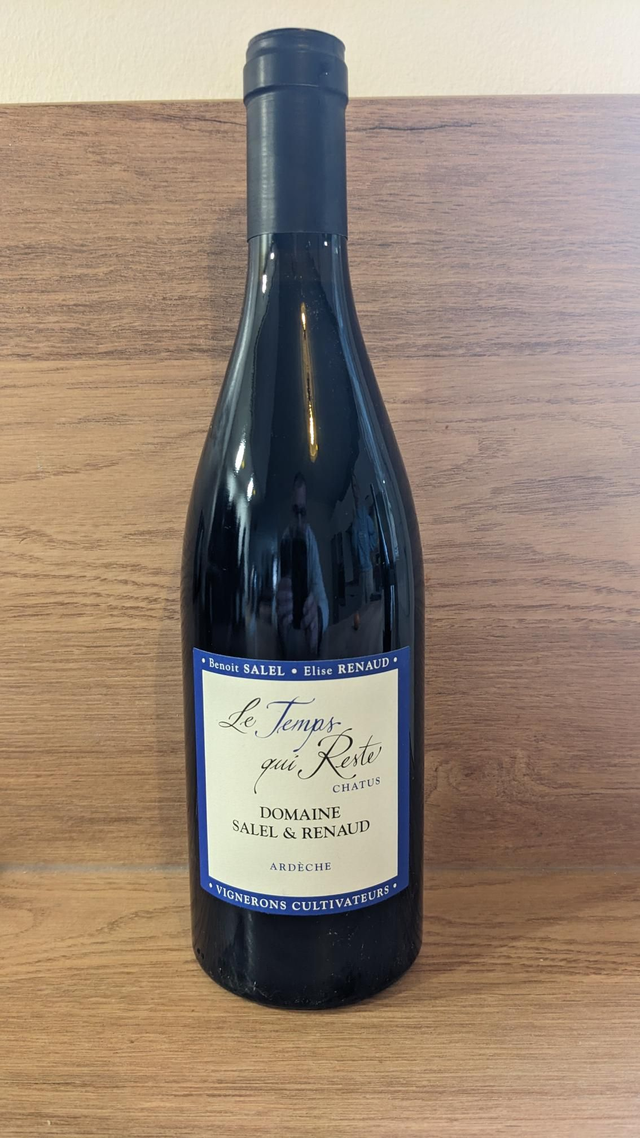 • Benoit SALEL • Elise RENAUD •
Le Temps
qui Reste
CHATUS
DOMAINE
SALEL & RENAUD
ARDÈCHE
• VIGNERONS CULTIVATEURS •